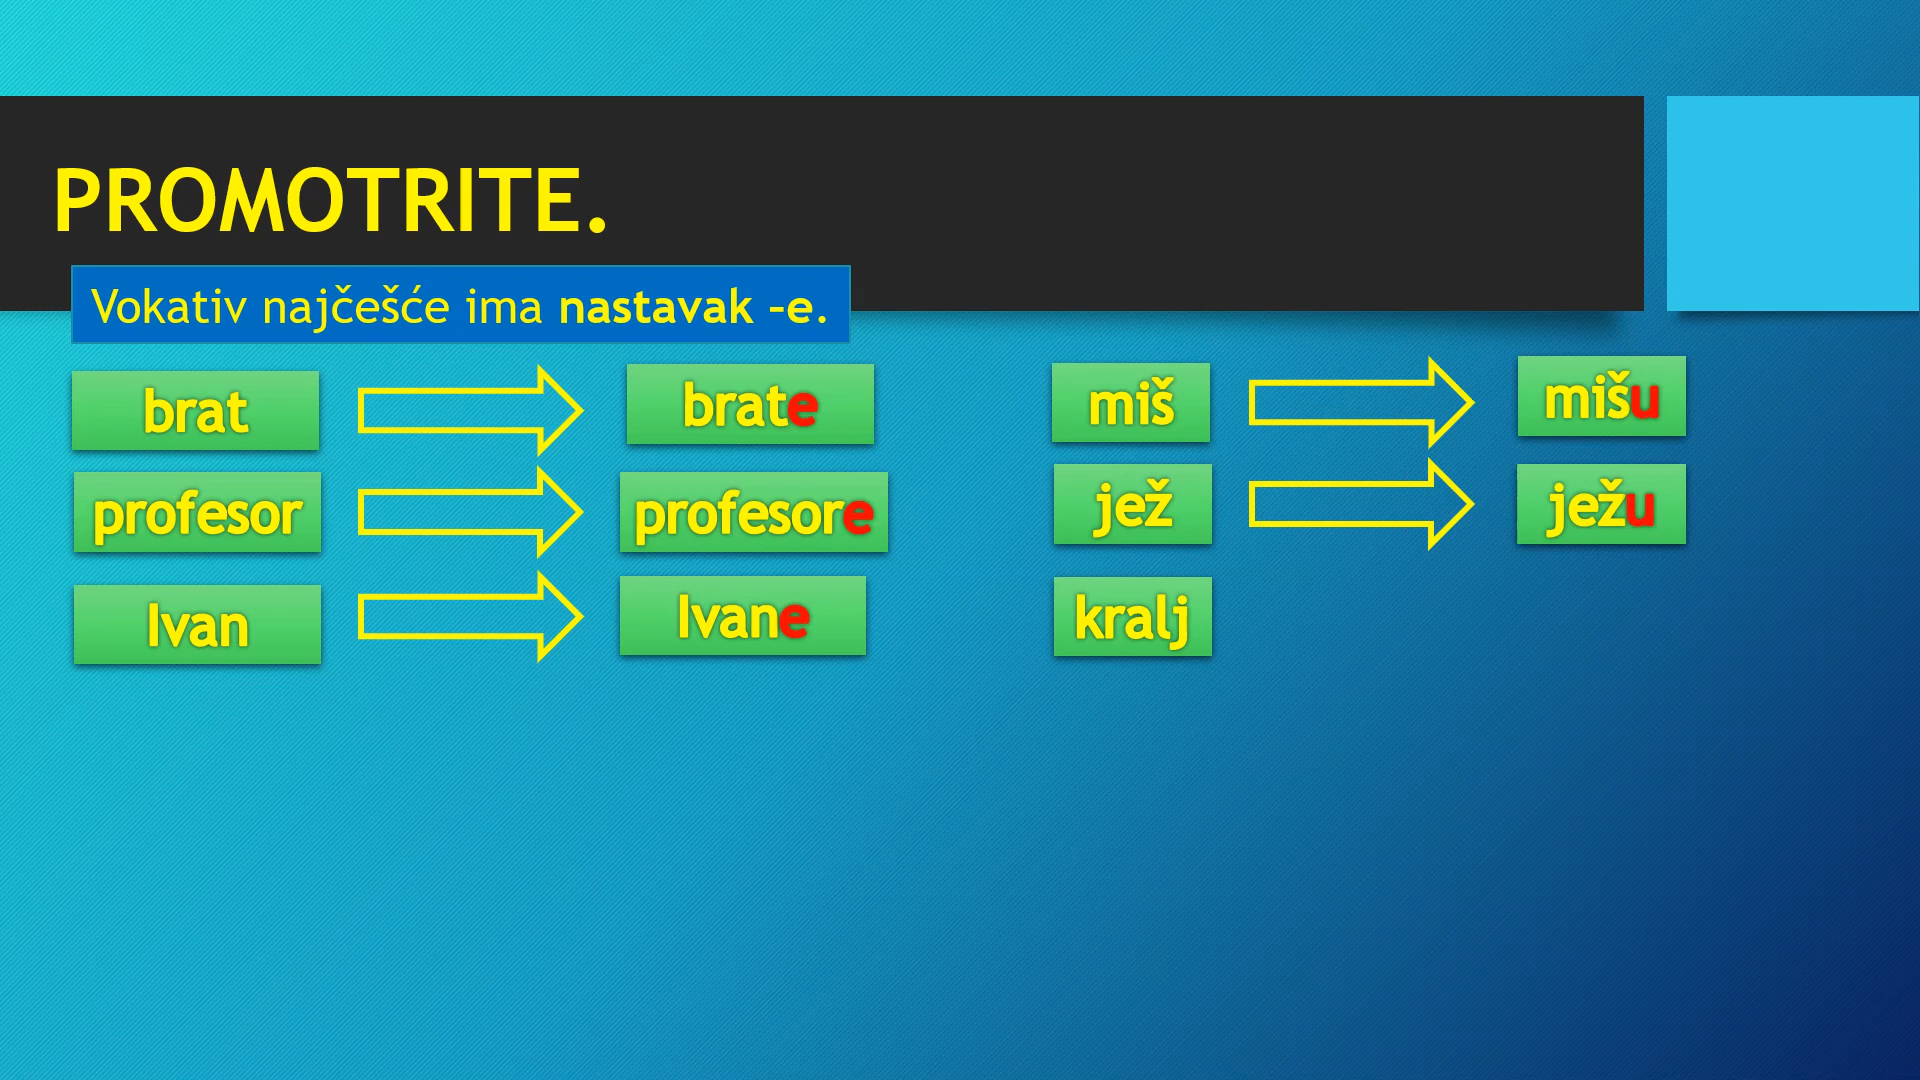 PROMOTRITE.
Vokativ najčešće ima nastavak -e.
brat
brate
profesor
profesore
Ivan
Ivane
miš
mišu
jež
ježu
kralj